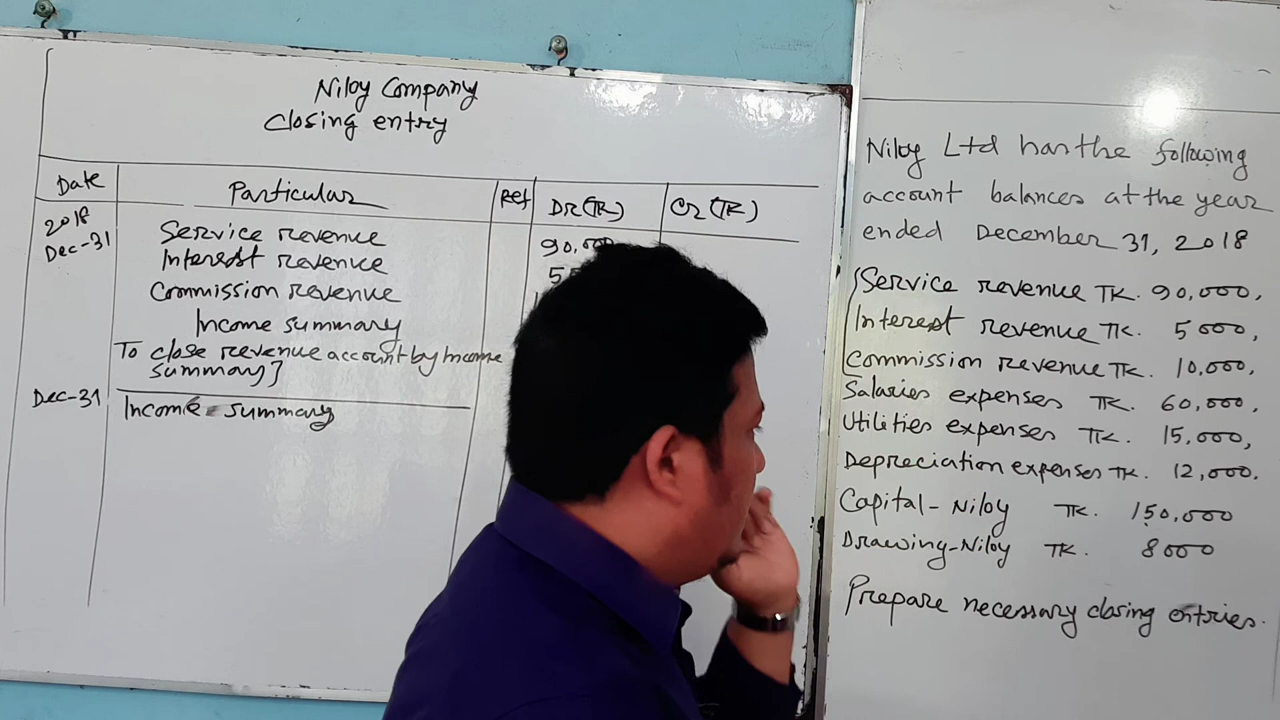 Niloy Company
Closing entry
Date Particular Ref Dr (TK) Cr (TK)
2018
Dec-31 Service revenue 90,000
Interest revenue
Commission revenue
Income summary
To close revenue account by Income
summary]
Dec-31 Income summary
Niloy Ltd has the following
account balances at the year
ended December 31, 2018
Service revenue TK. 90,000,
Interest revenue TK. 5000,
Commission revenue TK. 10,000,
Salaries expenses TK. 60,000,
Utilities expenses TK. 15,000,
Depreciation expenses TK. 12,000.
Capital-Niloy TK. 150,000
Drawing-Niloy TK. 8000
Prepare necessary closing entries.